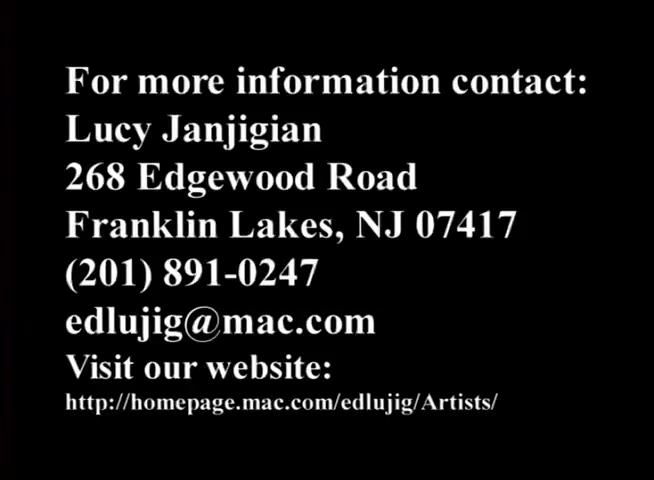 For more information contact:
Lucy Janjigian
268 Edgewood Road
Franklin Lakes, NJ 07417
(201) 891-0247
edlujig@mac.com
Visit our website:
http://homepage.mac.com/edlujig/Artists/